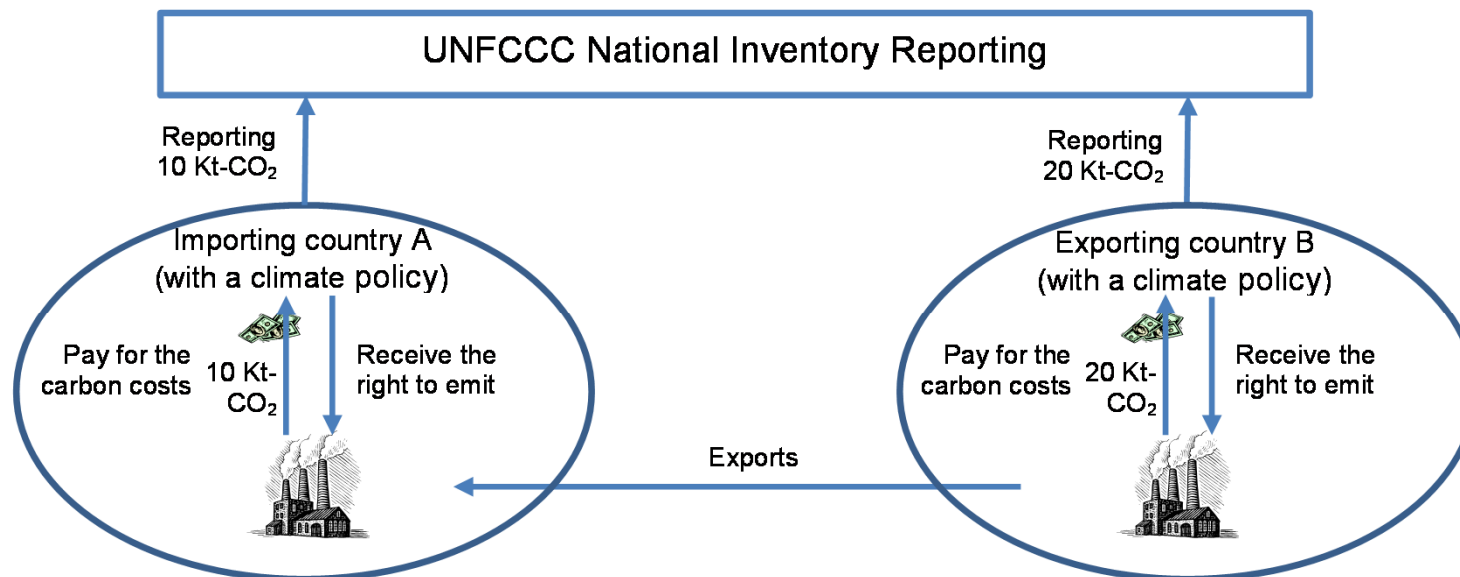 UNFCCC National Inventory Reporting
Reporting
10 Kt-CO₂
Reporting
20 Kt-CO₂
Importing country A
(with a climate policy)
Pay for the
carbon costs
10 Kt-
CO₂
Receive the
right to emit
Exports
Exporting country B
(with a climate policy)
Pay for the
carbon costs
20 Kt-
CO₂
Receive the
right to emit